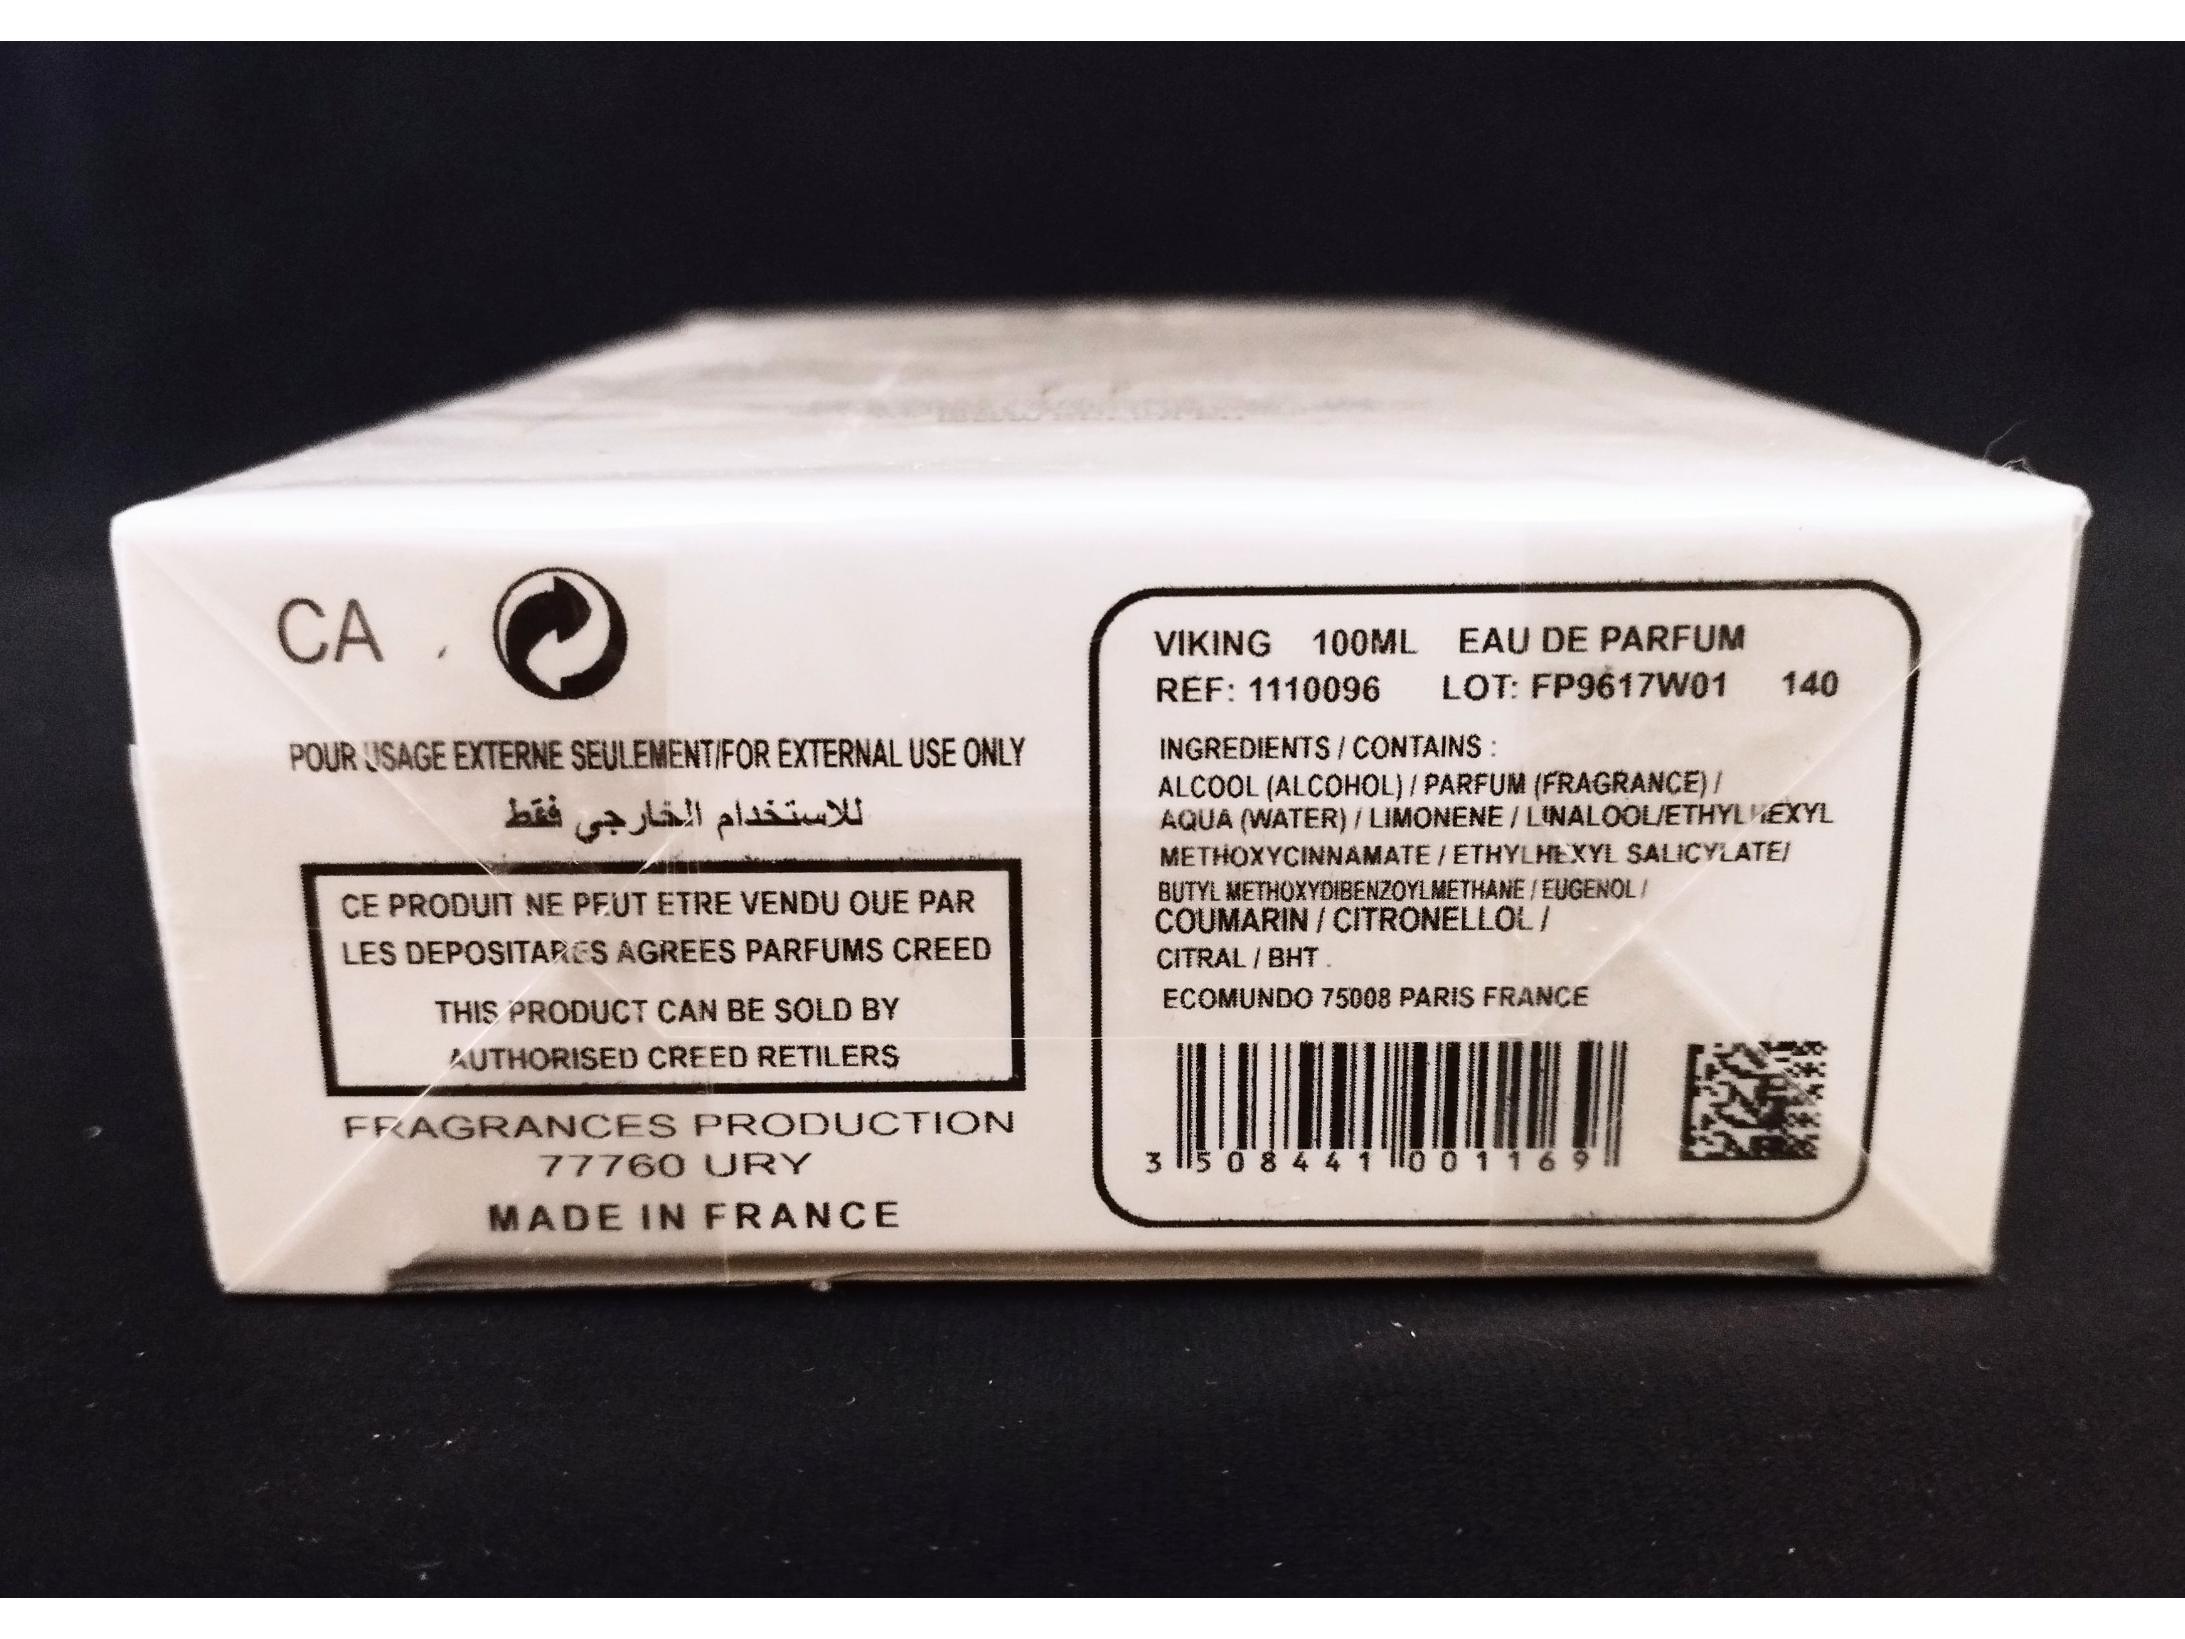 CA
POUR USAGE EXTERNE SEULEMENT/FOR EXTERNAL USE ONLY
للاستخدام الخارجي فقط
CE PRODUIT NE PEUT ETRE VENDU OUE PAR
LES DEPOSITARES AGREES PARFUMS CREED
THIS PRODUCT CAN BE SOLD BY
AUTHORISED CREED RETILERS
FRAGRANCES PRODUCTION
77760 URY
MADE IN FRANCE
VIKING 100ML EAU DE PARFUM
REF: 1110096 LOT: FP9617W01 140
INGREDIENTS / CONTAINS :
ALCOOL (ALCOHOL) / PARFUM (FRAGRANCE) /
AQUA (WATER) / LIMONENE / LINALOOL/ETHYLHEXYL
METHOXYCINNAMATE / ETHYLHEXYL SALICYLATE/
BUTYL METHOXYDIBENZOYLMETHANE / EUGENOL /
COUMARIN / CITRONELLOL /
CITRAL / BHT .
ECOMUNDO 75008 PARIS FRANCE
3 508441 001169